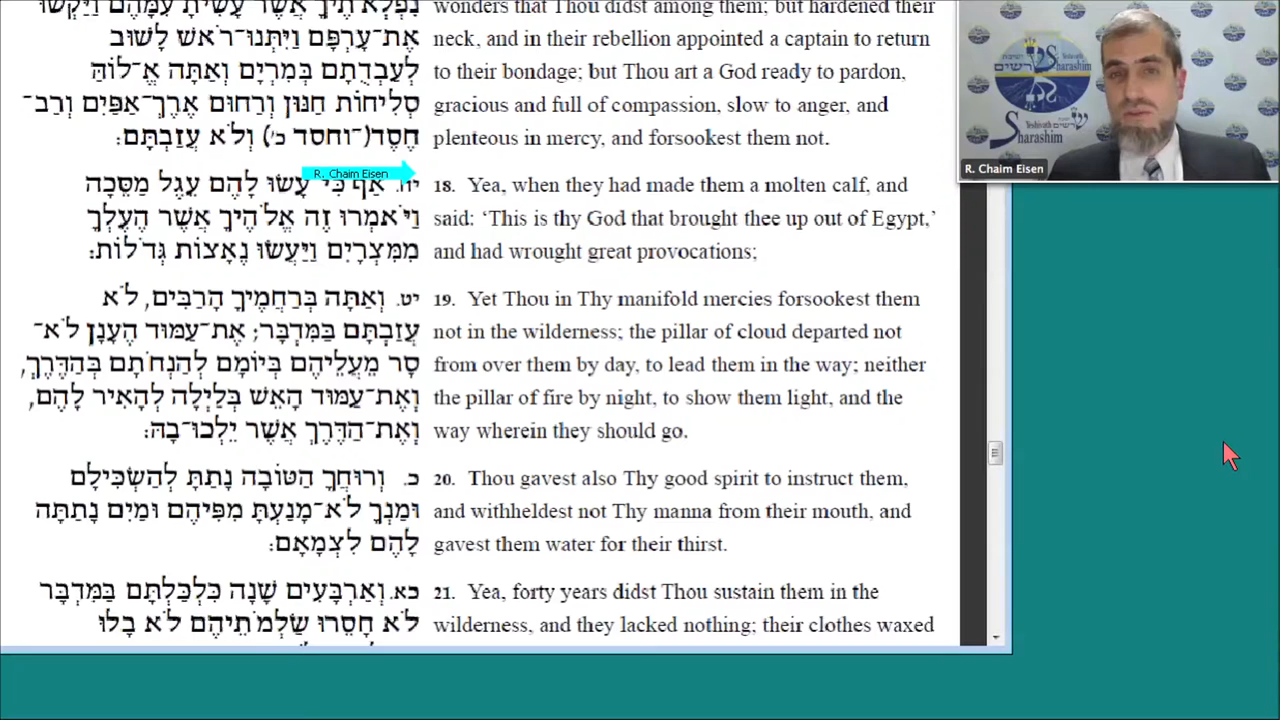 נִפְלְאֹתֶיךָ אֲשֶׁר עָשִׂיתָ עִמָּהֶם וַיַּקְשׁוּ
אֶת־עָרְפָּם וַיִּתְּנוּ־רֹאשׁ לָשׁוּב
לְעַבְדֻתָם בְּמִרְיָם וְאַתָּה אֱ־לוֹהַּ
סְלִיחוֹת חַנּוּן וְרַחוּם אֶרֶךְ־אַפַּיִם וְרַב־
חֶסֶד(־וחסד כ׳) וְלֹא עֲזַבְתָּם:
יח. אַף כִּי־עָשׂוּ לָהֶם עֵגֶל מַסֵּכָה
וַיֹּאמְרוּ זֶה אֱלֹהֶיךָ אֲשֶׁר הֶעֶלְךָ
מִמִּצְרָיִם וַיַּעֲשׂוּ נֶאָצוֹת גְּדֹלוֹת:
יט. וְאַתָּה בְּרַחֲמֶיךָ הָרַבִּים, לֹא
עֲזַבְתָּם בַּמִּדְבָּר; אֶת־עַמּוּד הֶעָנָן לֹא־
סָר מֵעֲלֵיהֶם בְּיוֹמָם לְהַנְחֹתָם בְּהַדֶּרֶךְ,
וְאֶת־עַמּוּד הָאֵשׁ בְּלַיְלָה לְהָאִיר לָהֶם,
וְאֶת־הַדֶּרֶךְ אֲשֶׁר יֵלְכוּ־בָהּ:
כ. וְרוּחֲךָ הַטּוֹבָה נָתַתָּ לְהַשְׂכִּילָם
וּמַנְךָ לֹא־מָנַעְתָּ מִפִּיהֶם וּמַיִם נָתַתָּה
לָהֶם לִצְמָאָם:
כא. וְאַרְבָּעִים שָׁנָה כִּלְכַּלְתָּם בַּמִּדְבָּר
לֹא חָסֵרוּ שַׂלְמֹתֵיהֶם לֹא בָלוּ
wonders that Thou didst among them; but hardened their
neck, and in their rebellion appointed a captain to return
to their bondage; but Thou art a God ready to pardon,
gracious and full of compassion, slow to anger, and
plenteous in mercy, and forsookest them not.
18. Yea, when they had made them a molten calf, and
said: ‘This is thy God that brought thee up out of Egypt,’
and had wrought great provocations;
19. Yet Thou in Thy manifold mercies forsookest them
not in the wilderness; the pillar of cloud departed not
from over them by day, to lead them in the way; neither
the pillar of fire by night, to show them light, and the
way wherein they should go.
20. Thou gavest also Thy good spirit to instruct them,
and withheldest not Thy manna from their mouth, and
gavest them water for their thirst.
21. Yea, forty years didst Thou sustain them in the
wilderness, and they lacked nothing; their clothes waxed
R. Chaim Eisen
Sharashim
שרשים
Yeshivath שרשים
Sharashim
R. Chaim Eisen